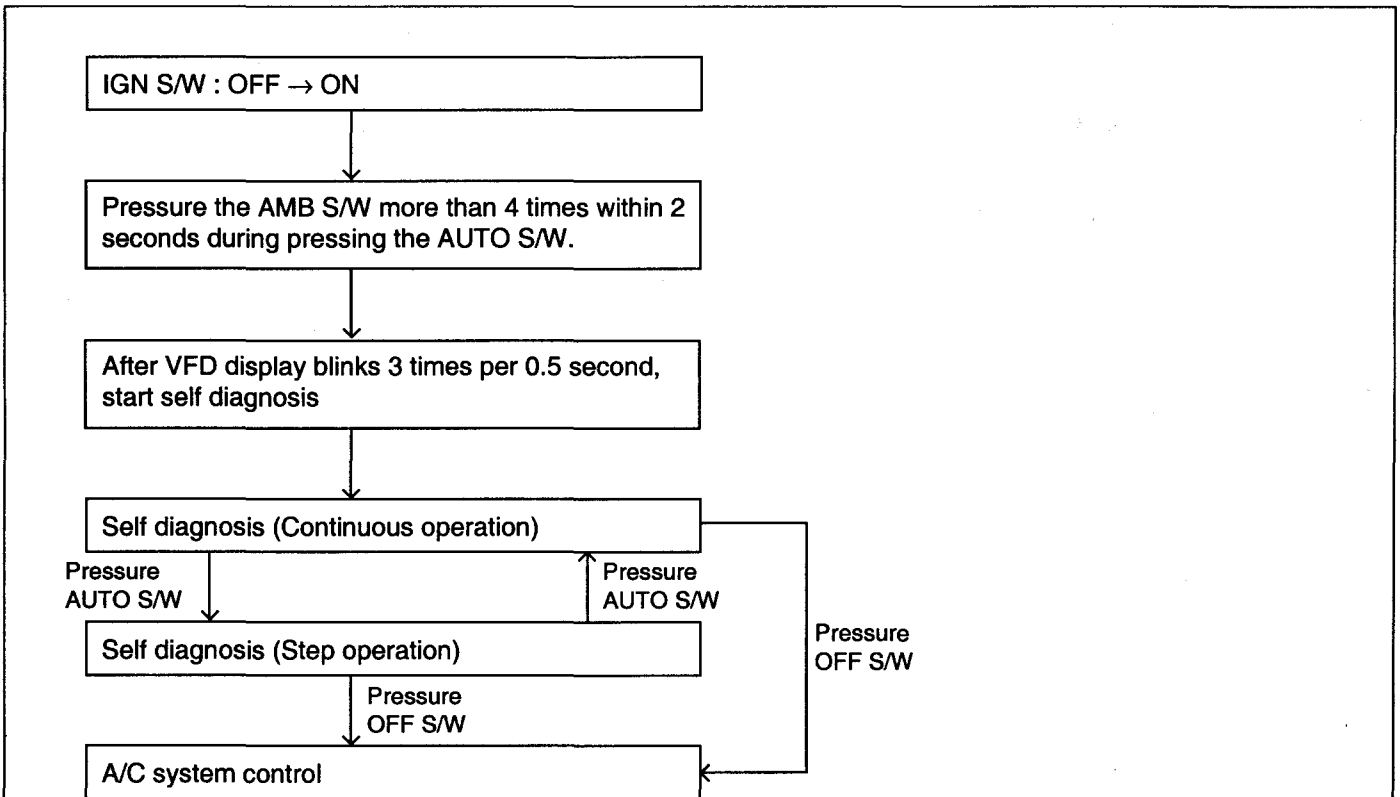 IGN S/W : OFF → ON
Pressure the AMB S/W more than 4 times within 2
seconds during pressing the AUTO S/W.
After VFD display blinks 3 times per 0.5 second,
start self diagnosis
Self diagnosis (Continuous operation)
Pressure
AUTO S/W
Pressure
AUTO S/W
Pressure
OFF S/W
Self diagnosis (Step operation)
Pressure
OFF S/W
A/C system control